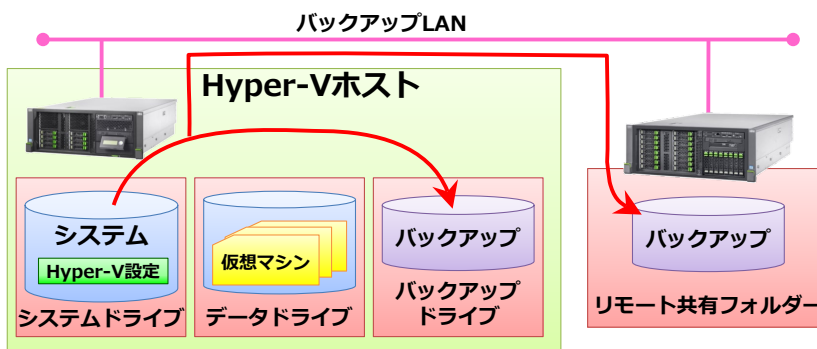 バックアップLAN
Hyper-Vホスト
システム
Hyper-V設定
システムドライブ
仮想マシン
データドライブ
バックアップ
バックアップ
ドライブ
バックアップ
リモート共有フォルダー